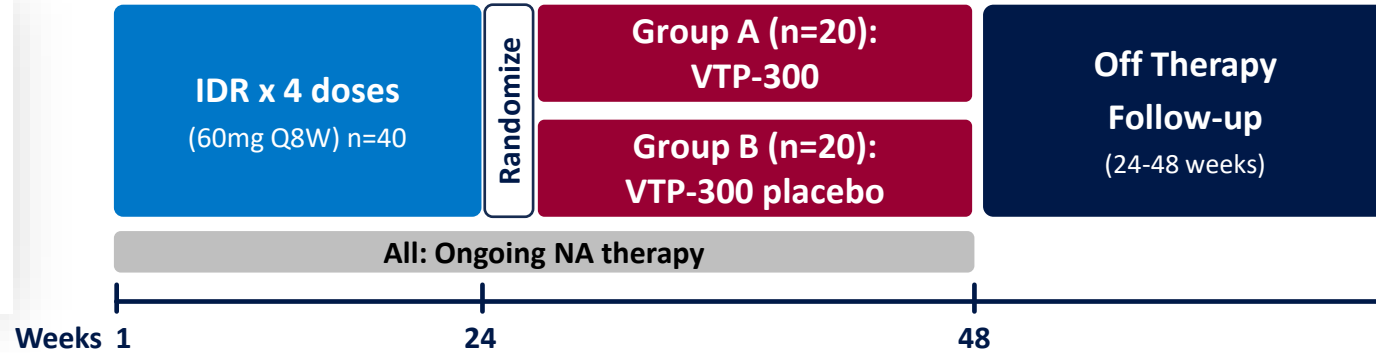 IDR x 4 doses
(60mg Q8W) n=40
Randomize
Group A (n=20):
VTP-300
Group B (n=20):
VTP-300 placebo
Off Therapy
Follow-up
(24-48 weeks)
All: Ongoing NA therapy
Weeks 1 24 48